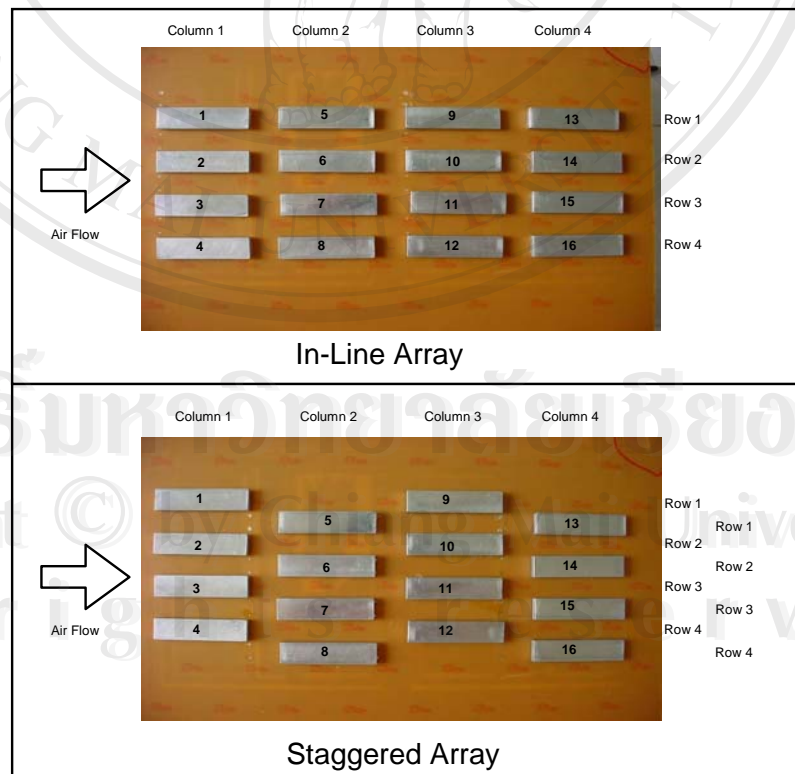 Column 1 Column 2 Column 3 Column 4
1 5 9 13 Row 1
2 6 10 14 Row 2
3 7 11 15 Row 3
4 8 12 16 Row 4
Air Flow
In-Line Array
Column 1 Column 2 Column 3 Column 4
1 9 Row 1
5 13 Row 1
2 10 Row 2
6 14 Row 2
3 11 Row 3
7 15 Row 3
4 12 Row 4
8 16 Row 4
Air Flow
Staggered Array